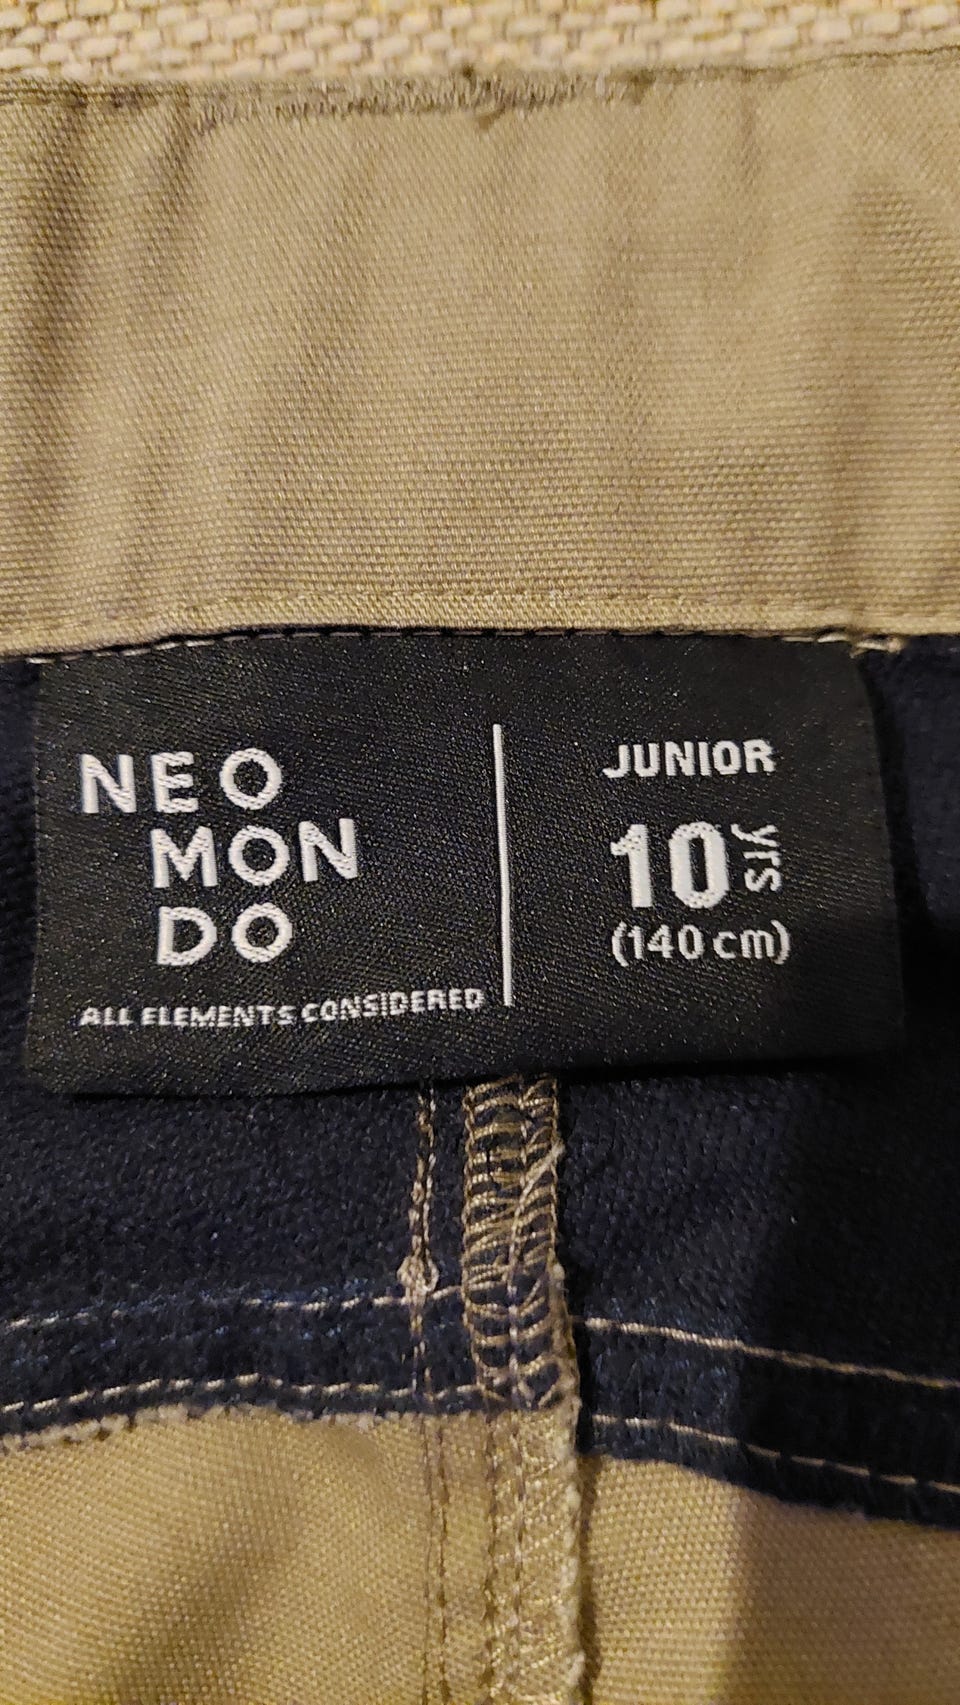 NEO
MON
DO
ALL ELEMENTS CONSIDERED
JUNIOR
10 yrs
(140 cm)